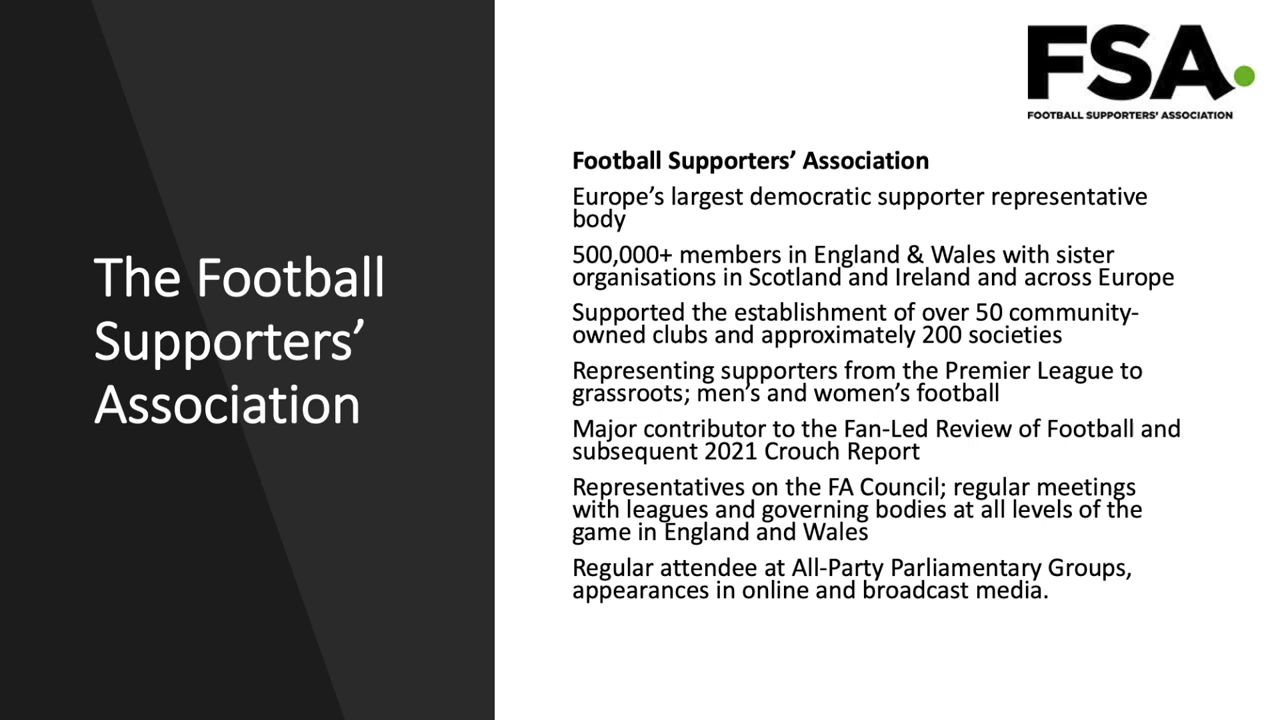 The Football
Supporters’
Association
FSA
FOOTBALL SUPPORTERS’ ASSOCIATION
Football Supporters’ Association
Europe’s largest democratic supporter representative
body
500,000+ members in England & Wales with sister
organisations in Scotland and Ireland and across Europe
Supported the establishment of over 50 community-
owned clubs and approximately 200 societies
Representing supporters from the Premier League to
grassroots; men’s and women’s football
Major contributor to the Fan-Led Review of Football and
subsequent 2021 Crouch Report
Representatives on the FA Council; regular meetings
with leagues and governing bodies at all levels of the
game in England and Wales
Regular attendee at All-Party Parliamentary Groups,
appearances in online and broadcast media.